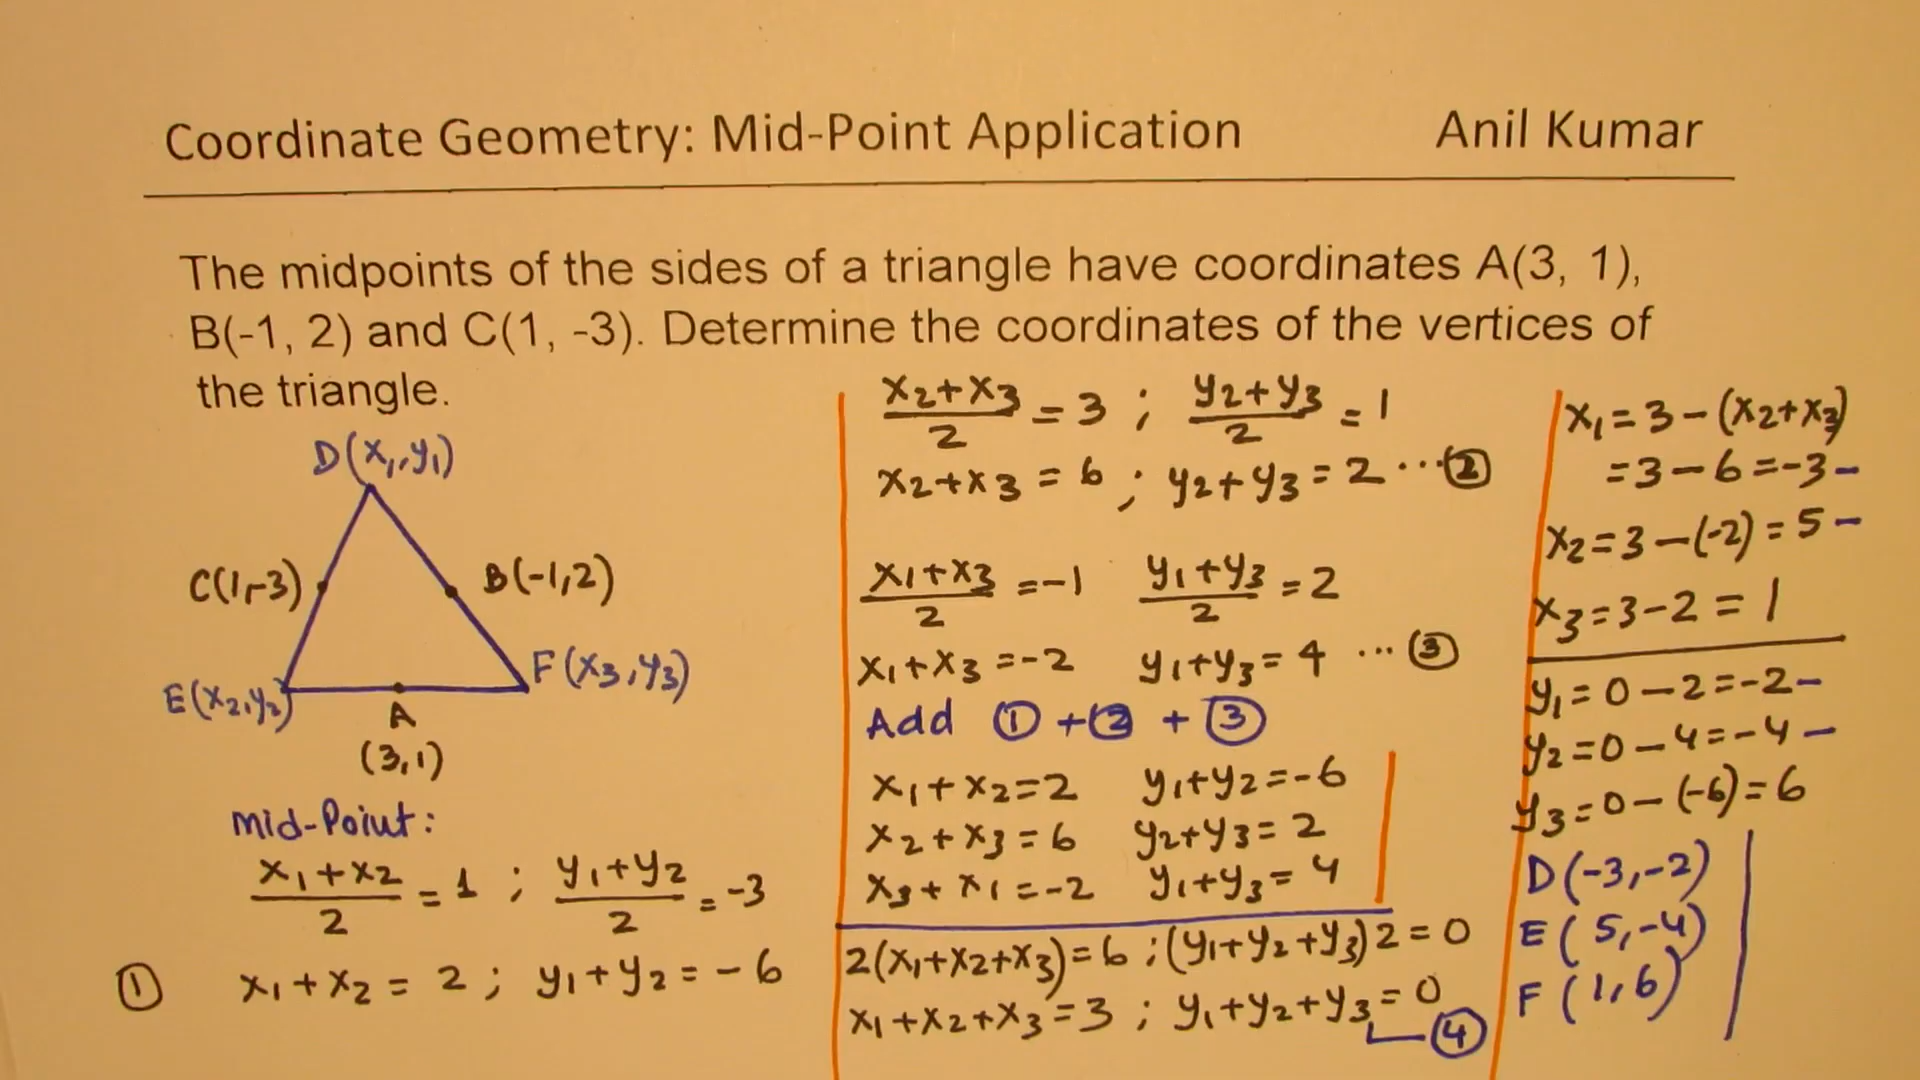 Coordinate Geometry: Mid-Point Application Anil Kumar
The midpoints of the sides of a triangle have coordinates A(3, 1),
B(-1, 2) and C(1, -3). Determine the coordinates of the vertices of
the triangle.
D(x₁,y₁)
C(1,-3)
B(-1,2)
E(x₂,y₂)
F(x₃,y₃)
A
(3,1)
Mid-Point:
(x₁+x₂)/2 = 1 ; (y₁+y₂)/2 = -3
① x₁+x₂ = 2 ; y₁+y₂ = -6
(x₂+x₃)/2 = 3 ; (y₂+y₃)/2 = 1
x₂+x₃ = 6 ; y₂+y₃ = 2 ...②
(x₁+x₃)/2 = -1 (y₁+y₃)/2 = 2
x₁+x₃ = -2 y₁+y₃ = 4 ...③
Add ① + ② + ③
x₁+x₂=2 y₁+y₂=-6
x₂+x₃=6 y₂+y₃=2
x₃+x₁=-2 y₁+y₃=4
2(x₁+x₂+x₃)=6 ; (y₁+y₂+y₃)2=0
x₁+x₂+x₃=3 ; y₁+y₂+y₃=0
④
x₁=3-(x₂+x₃)
=3-6=-3-
x₂=3-(-2)=5-
x₃=3-2=1
y₁=0-2=-2-
y₂=0-4=-4-
y₃=0-(-6)=6
D(-3,-2)
E(5,-4)
F(1,6)